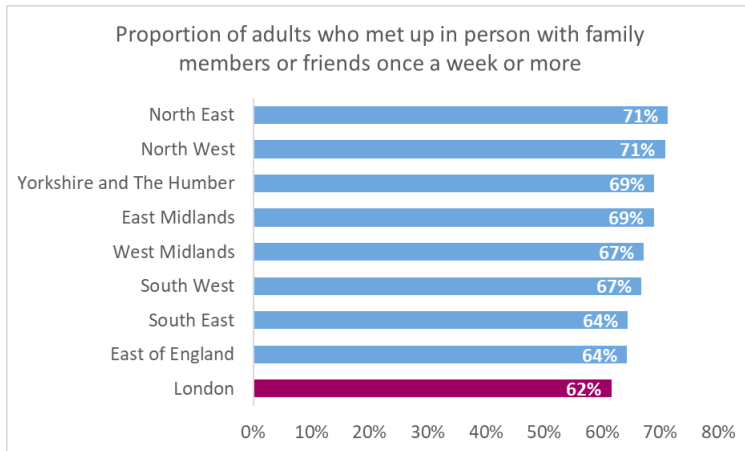 Proportion of adults who met up in person with family
members or friends once a week or more
North East 71%
North West 71%
Yorkshire and The Humber 69%
East Midlands 69%
West Midlands 67%
South West 67%
South East 64%
East of England 64%
London 62%
0% 10% 20% 30% 40% 50% 60% 70% 80%